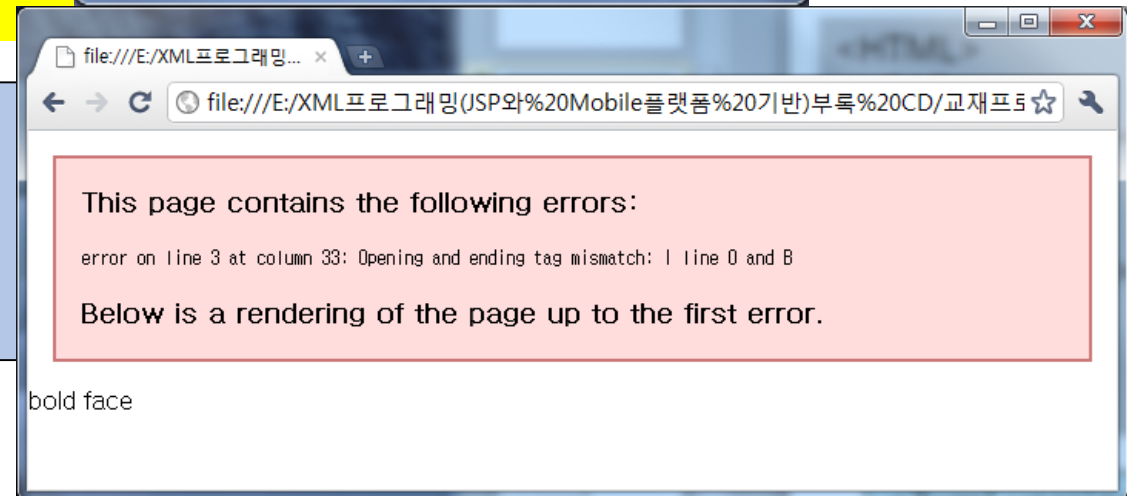 <HTML>
file:///E:/XML프로그래밍...
file:///E:/XML프로그래밍(JSP와%20Mobile플랫폼%20기반)부록%20CD/교재프로
This page contains the following errors:
error on line 3 at column 33: Opening and ending tag mismatch: I line 0 and B
Below is a rendering of the page up to the first error.
bold face